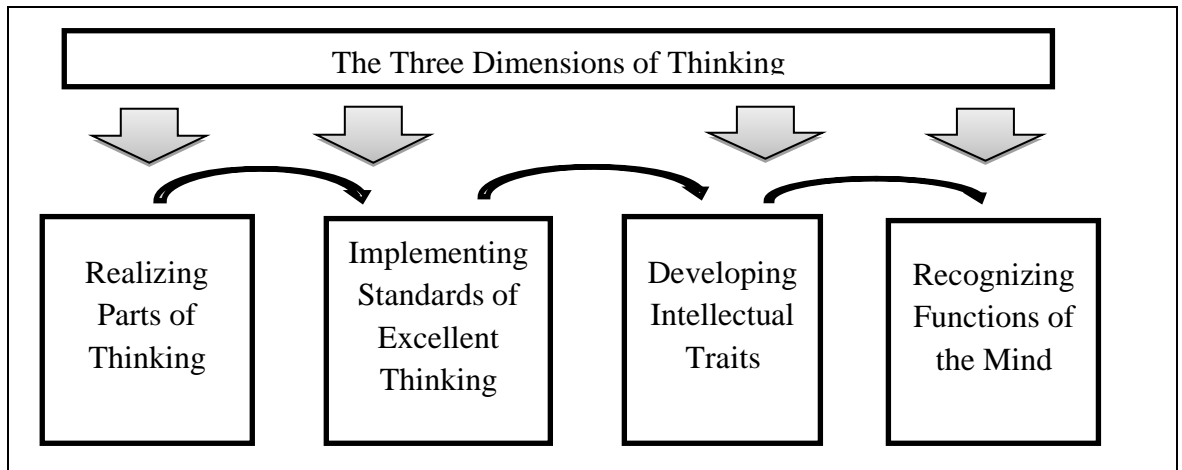 The Three Dimensions of Thinking
Realizing
Parts of
Thinking
Implementing
Standards of
Excellent
Thinking
Developing
Intellectual
Traits
Recognizing
Functions of
the Mind